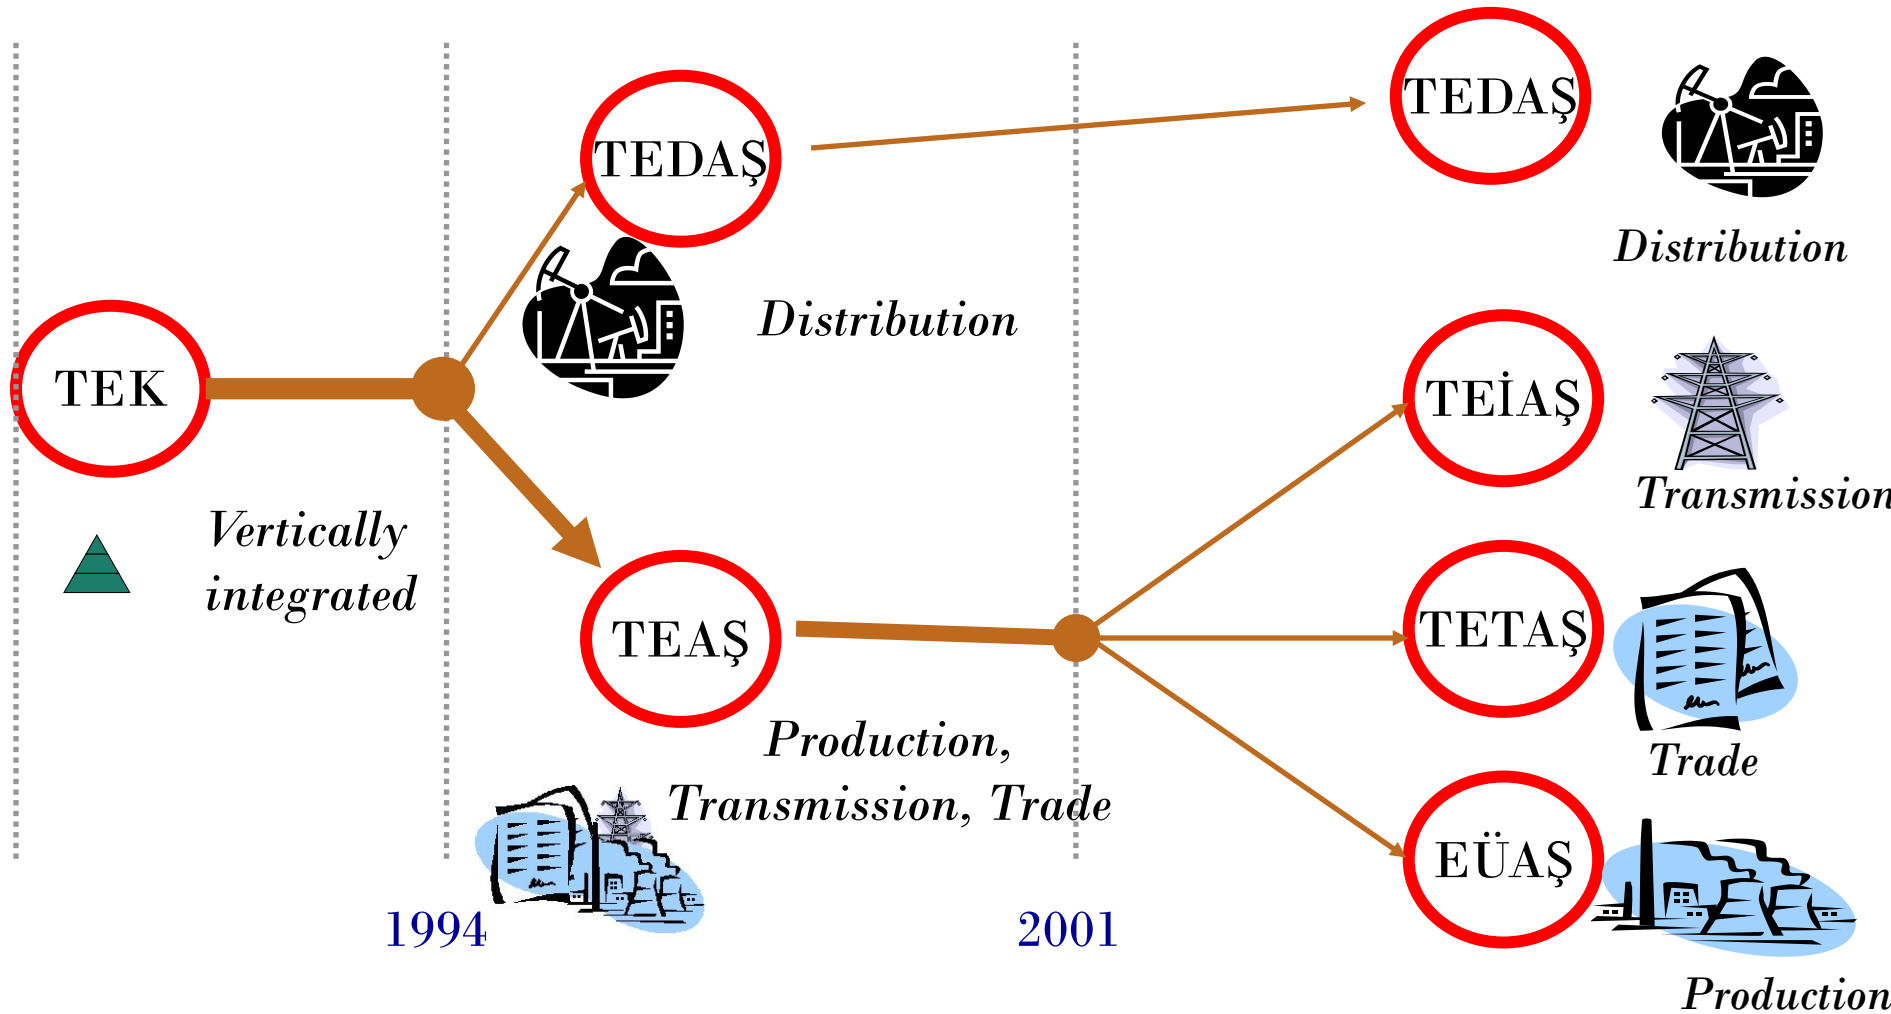 TEDAŞ
TEDAŞ
Distribution
Distribution
TEK
TEİAŞ
Transmission
Vertically
integrated
TEAŞ
TETAŞ
Production,
Transmission, Trade
Trade
EÜAŞ
1994
2001
Production